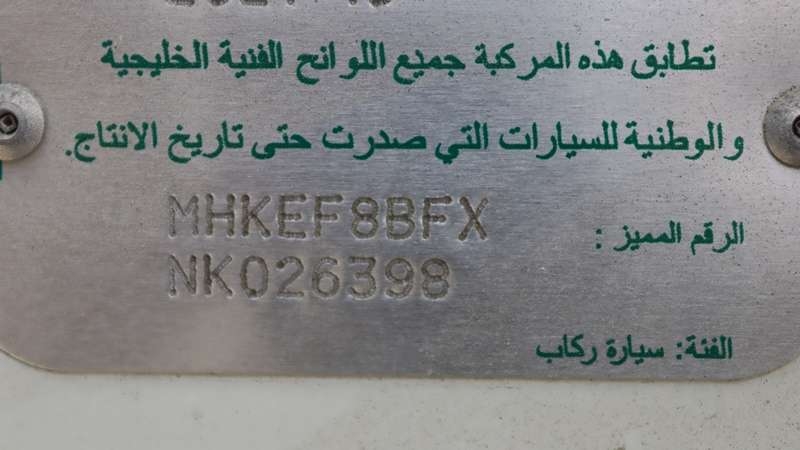 تطابق هذه المركبة جميع اللوانح الفنية الخليجية
والوطنية للسيارات التي صدرت حتى تاريخ الانتاج.
الرقم المميز :
MHKEF8BFX
NK026398
الفئة: سيارة ركاب